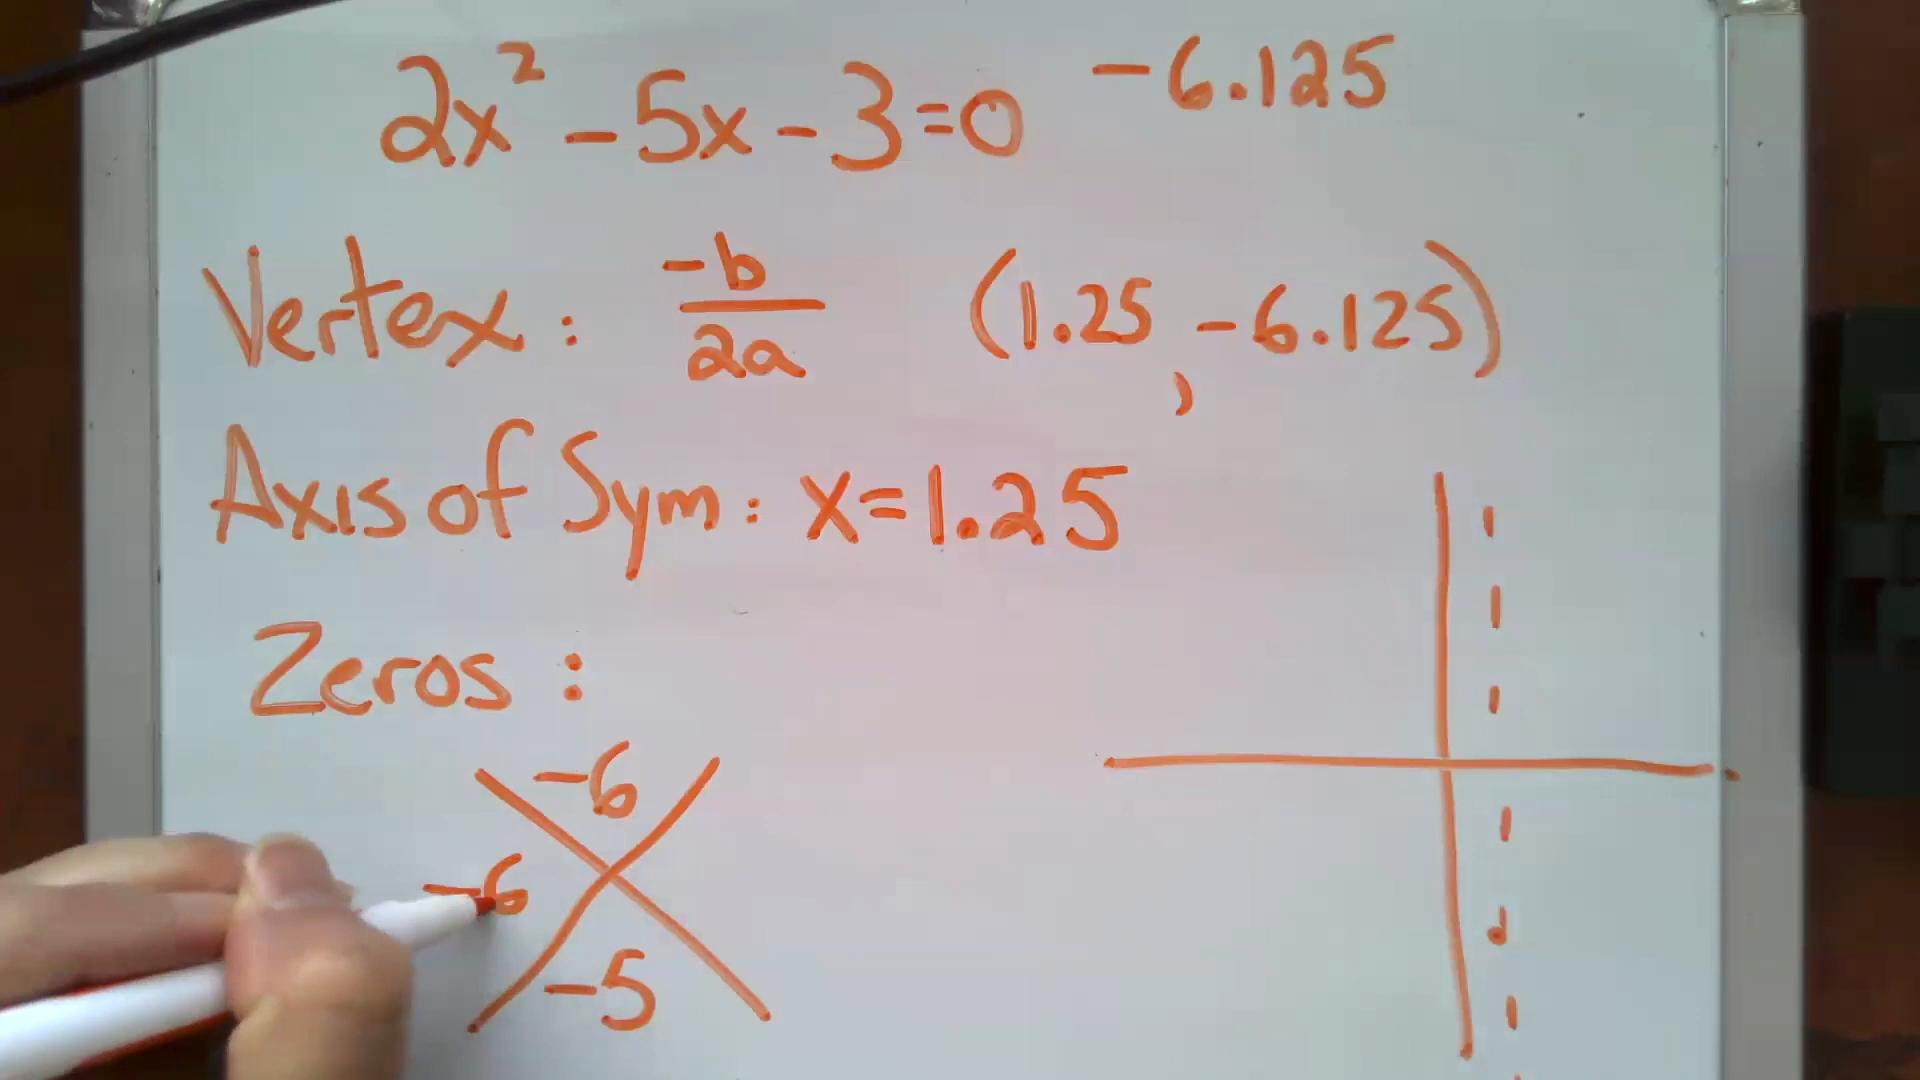 2x² - 5x - 3 = 0 -6.125
Vertex: -b/2a (1.25, -6.125)
Axis of Sym: x = 1.25
Zeros:
-6
-6
-5